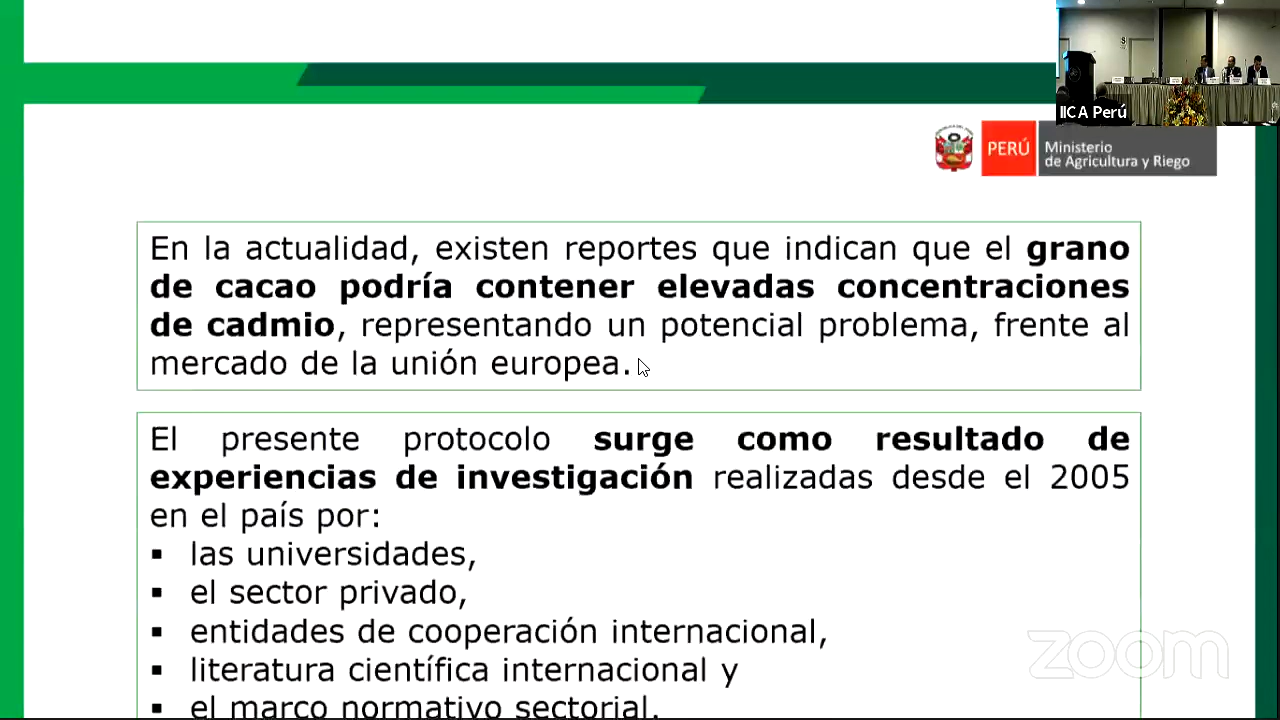 IICA Perú
PERÚ
Ministerio
de Agricultura y Riego
En la actualidad, existen reportes que indican que el grano
de cacao podría contener elevadas concentraciones
de cadmio, representando un potencial problema, frente al
mercado de la unión europea.
El presente protocolo surge como resultado de
experiencias de investigación realizadas desde el 2005
en el país por:
▪ las universidades,
▪ el sector privado,
▪ entidades de cooperación internacional,
▪ literatura científica internacional y
▪ el marco normativo sectorial.
zoom